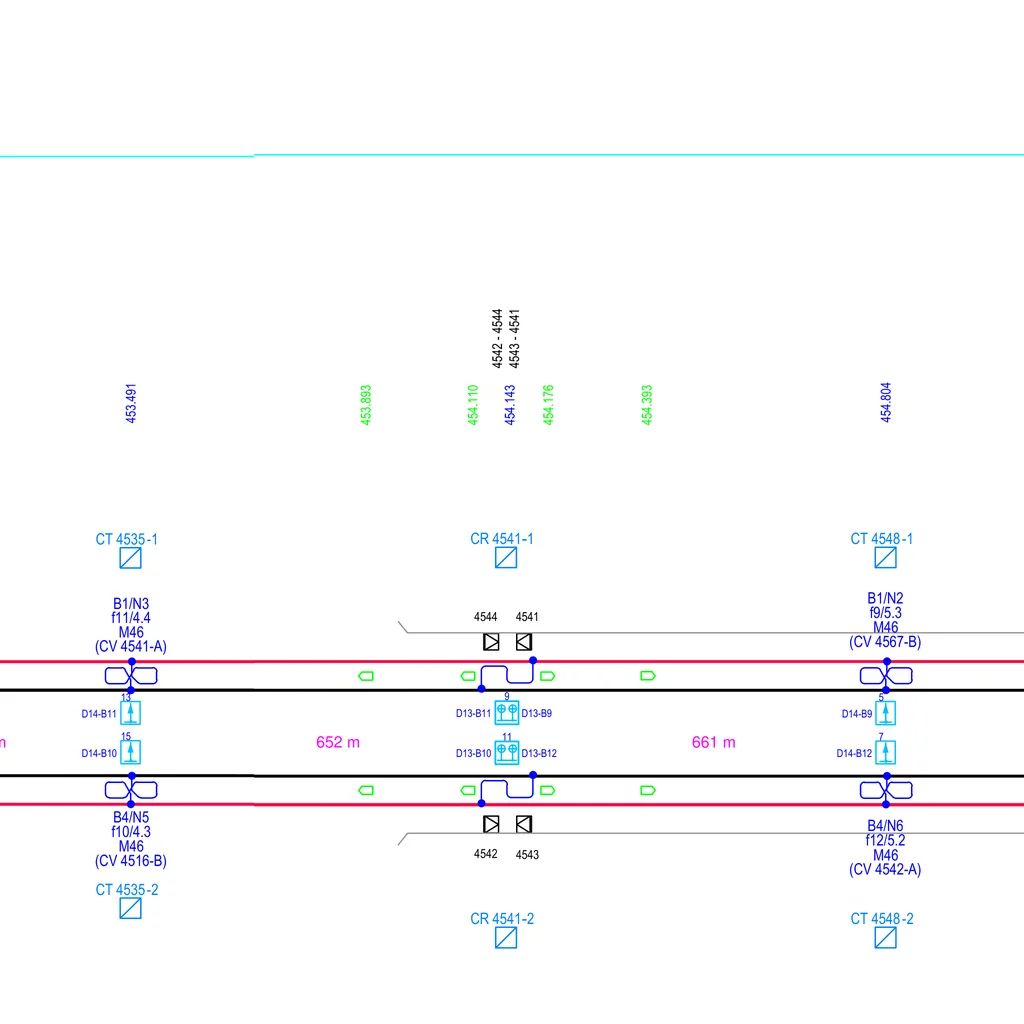 4542 - 4544
4543 - 4541
453.491
453.893
454.110
454.143
454.176
454.393
454.804
CT 4535-1
CR 4541-1
CT 4548-1
B1/N3
f11/4.4
M46
(CV 4541-A)
4544
4541
B1/N2
f9/5.3
M46
(CV 4567-B)
13
D14-B11
9
D13-B11
D13-B9
5
D14-B9
m
652 m
661 m
15
D14-B10
11
D13-B10
D13-B12
7
D14-B12
B4/N5
f10/4.3
M46
(CV 4516-B)
4542
4543
B4/N6
f12/5.2
M46
(CV 4542-A)
CT 4535-2
CR 4541-2
CT 4548-2